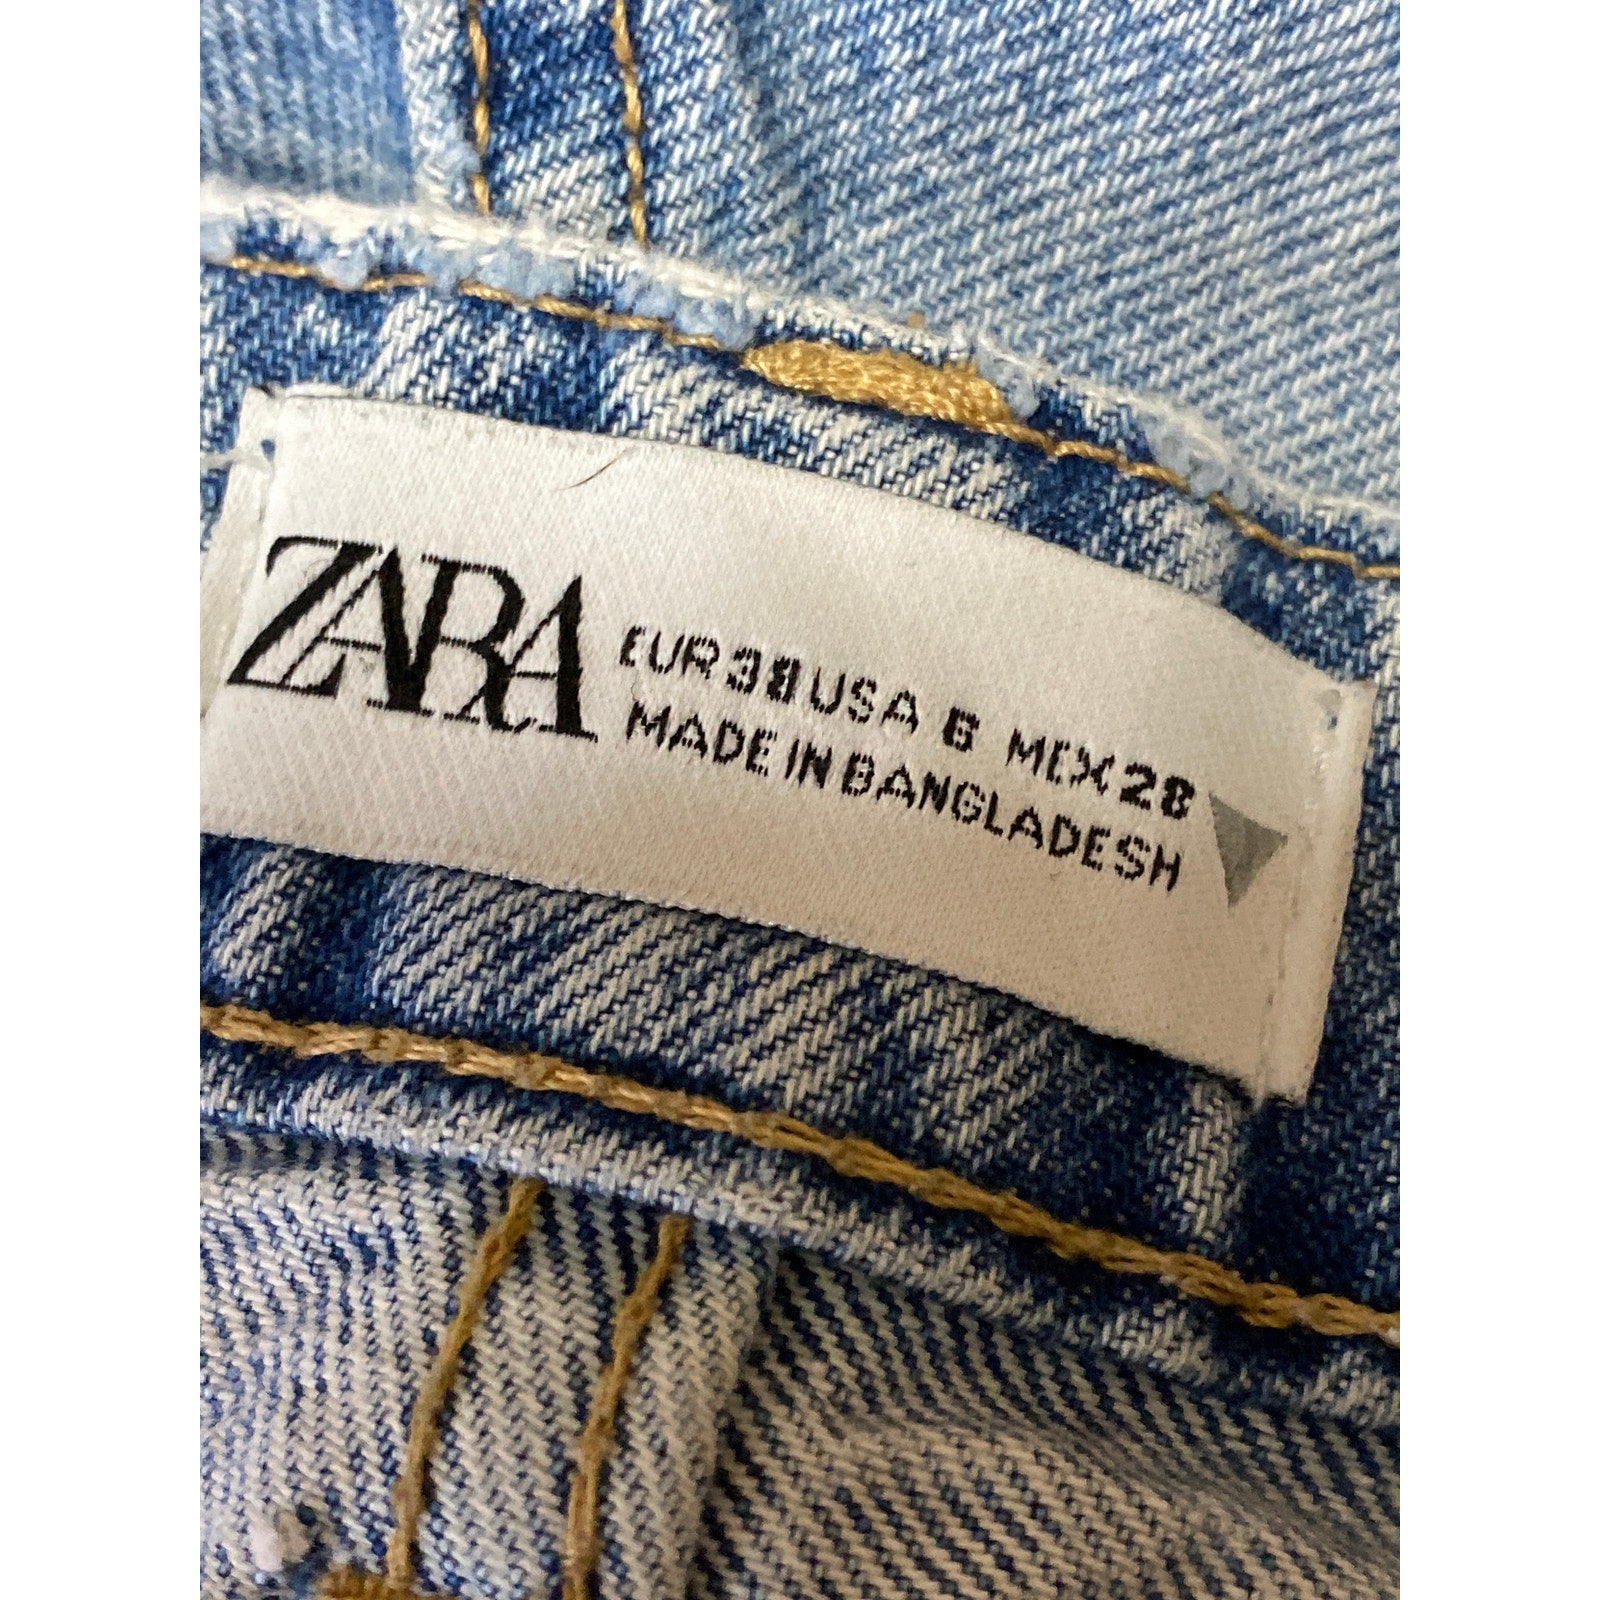 ZARA
EUR 38 USA 6 MEX 28
MADE IN BANGLADESH